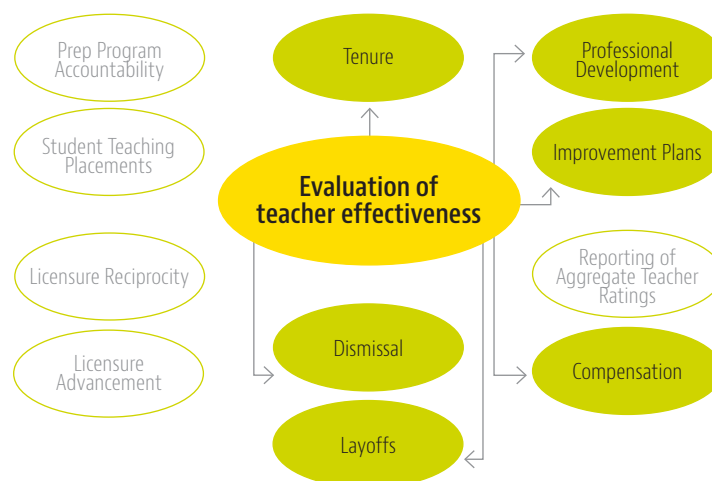 Prep Program
Accountability
Tenure
Professional
Development
Student Teaching
Placements
Improvement Plans
Evaluation of
teacher effectiveness
Licensure Reciprocity
Reporting of
Aggregate Teacher
Ratings
Dismissal
Licensure
Advancement
Compensation
Layoffs